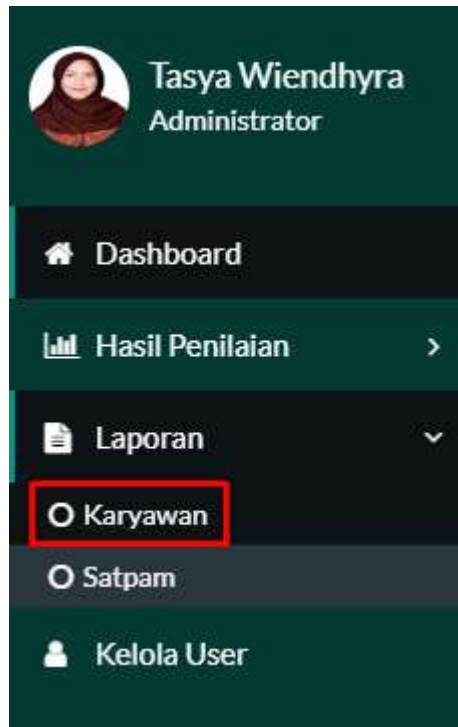 Tasya Wiendhyra
Administrator
Dashboard
Hasil Penilaian
Laporan
Karyawan
Satpam
Kelola User